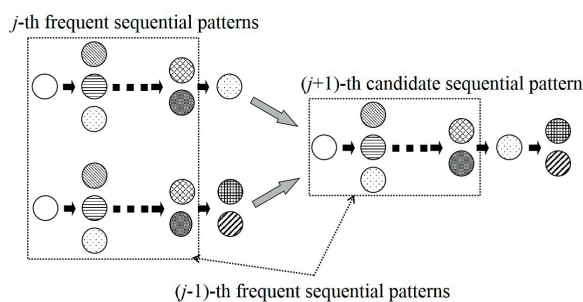 j-th frequent sequential patterns
(j+1)-th candidate sequential pattern
(j-1)-th frequent sequential patterns